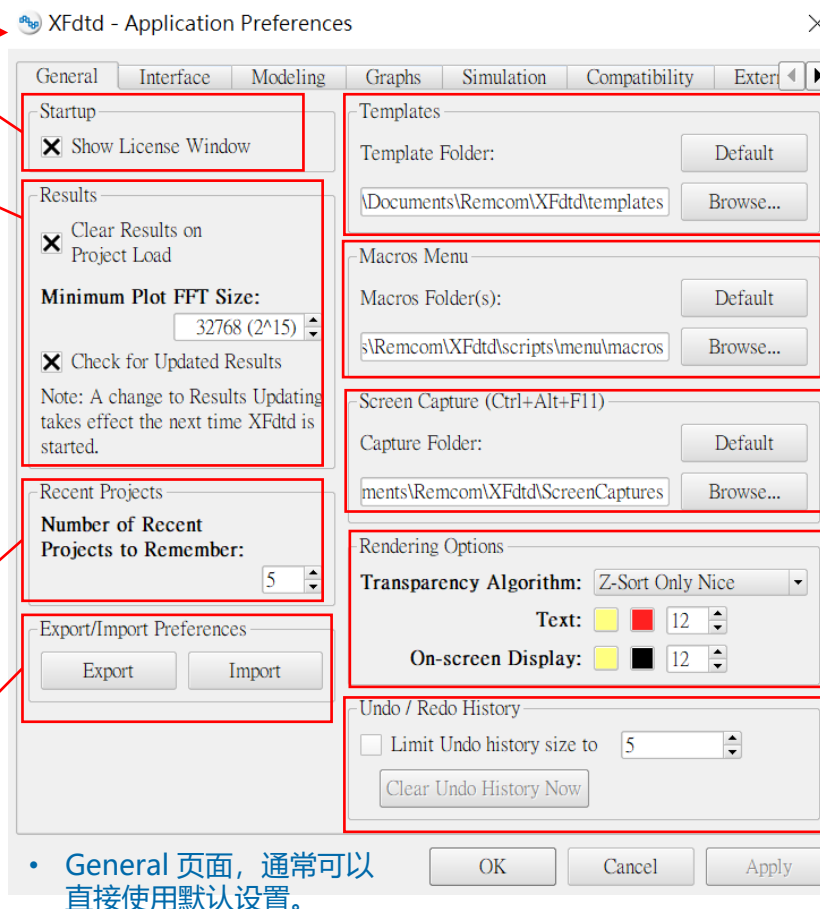 XFdtd - Application Preferences
General Interface Modeling Graphs Simulation Compatibility Exter
Startup
Show License Window
Results
Clear Results on
Project Load
Minimum Plot FFT Size:
32768 (2^15)
Check for Updated Results
Note: A change to Results Updating
takes effect the next time XFdtd is
started.
Recent Projects
Number of Recent
Projects to Remember:
5
Export/Import Preferences
Export Import
Templates
Template Folder: Default
\Documents\Remcom\XFdtd\templates Browse...
Macros Menu
Macros Folder(s): Default
s\Remcom\XFdtd\scripts\menu\macros Browse...
Screen Capture (Ctrl+Alt+F11)
Capture Folder: Default
ments\Remcom\XFdtd\ScreenCaptures Browse...
Rendering Options
Transparency Algorithm: Z-Sort Only Nice
Text: 12
On-screen Display: 12
Undo / Redo History
Limit Undo history size to 5
Clear Undo History Now
OK Cancel Apply
• General 页面，通常可以
直接使用默认设置。